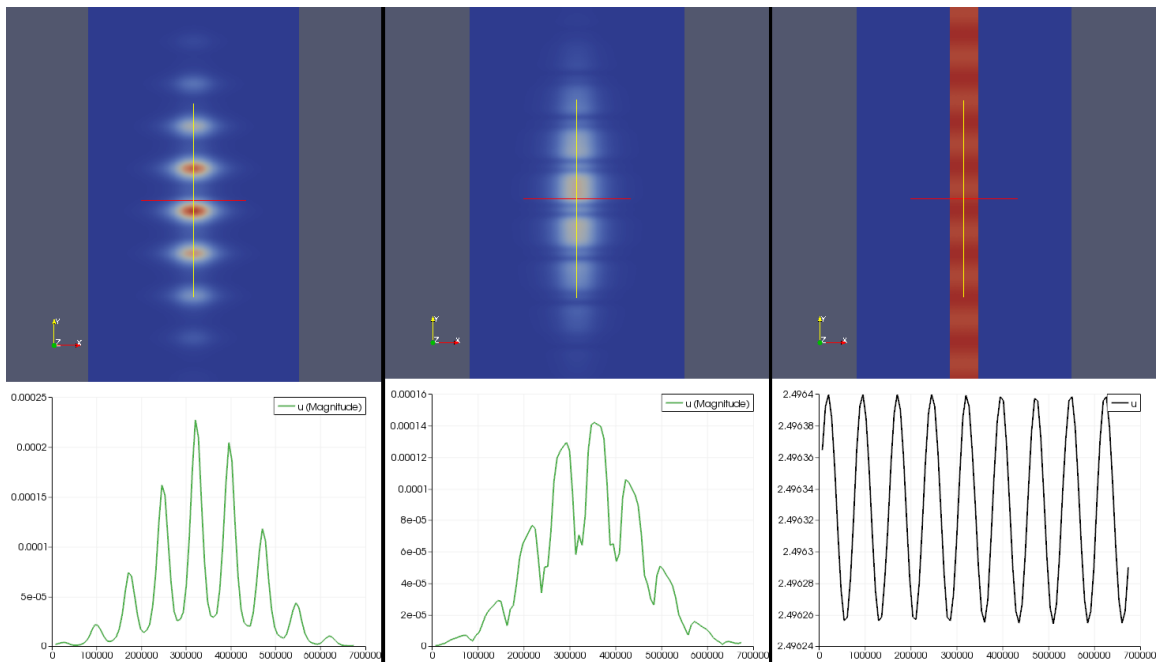 Y
Z
X
Y
Z
X
Y
Z
X
0.00025
0.0002
0.00015
0.0001
5e-05
0
u (Magnitude)
0
100000
200000
300000
400000
500000
600000
700000
0.00016
0.00014
0.00012
0.0001
8e-05
6e-05
4e-05
2e-05
0
u (Magnitude)
0
100000
200000
300000
400000
500000
600000
700000
2.4964
2.49638
2.49636
2.49634
2.49632
2.4963
2.49628
2.49626
2.49624
u
0
100000
200000
300000
400000
500000
600000
700000